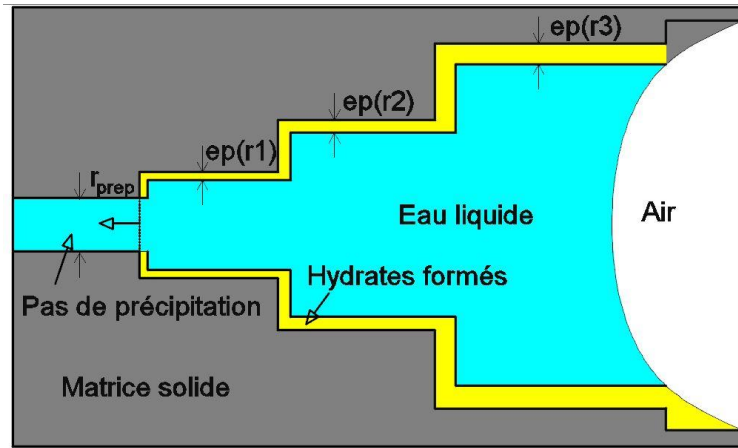 ep(r3)
ep(r2)
ep(r1)
rprep
Eau liquide
Air
Hydrates formés
Pas de précipitation
Matrice solide